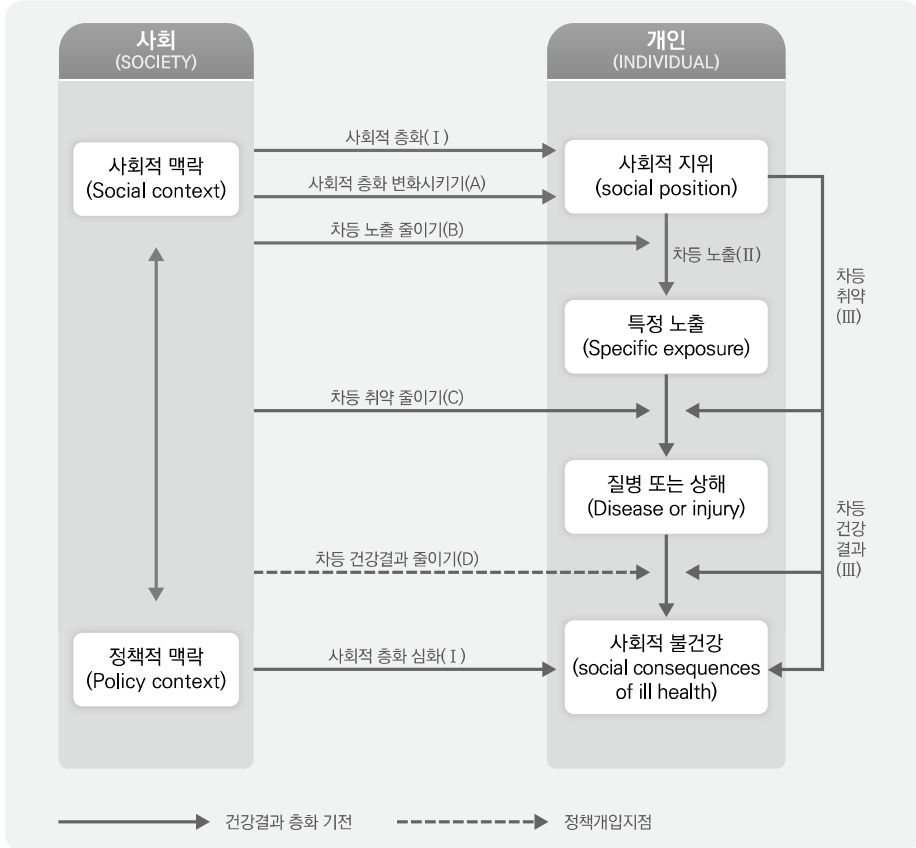 사회
(SOCIETY)
개인
(INDIVIDUAL)
사회적 맥락
(Social context)
사회적 층화(Ⅰ)
사회적 층화 변화시키기(A)
차등 노출 줄이기(B)
사회적 지위
(social position)
차등 노출(Ⅱ)
차등
취약
(Ⅲ)
특정 노출
(Specific exposure)
차등 취약 줄이기(C)
질병 또는 상해
(Disease or injury)
차등
건강
결과
(Ⅲ)
차등 건강결과 줄이기(D)
정책적 맥락
(Policy context)
사회적 층화 심화(Ⅰ)
사회적 불건강
(social consequences
of ill health)
건강결과 층화 기전
정책개입지점